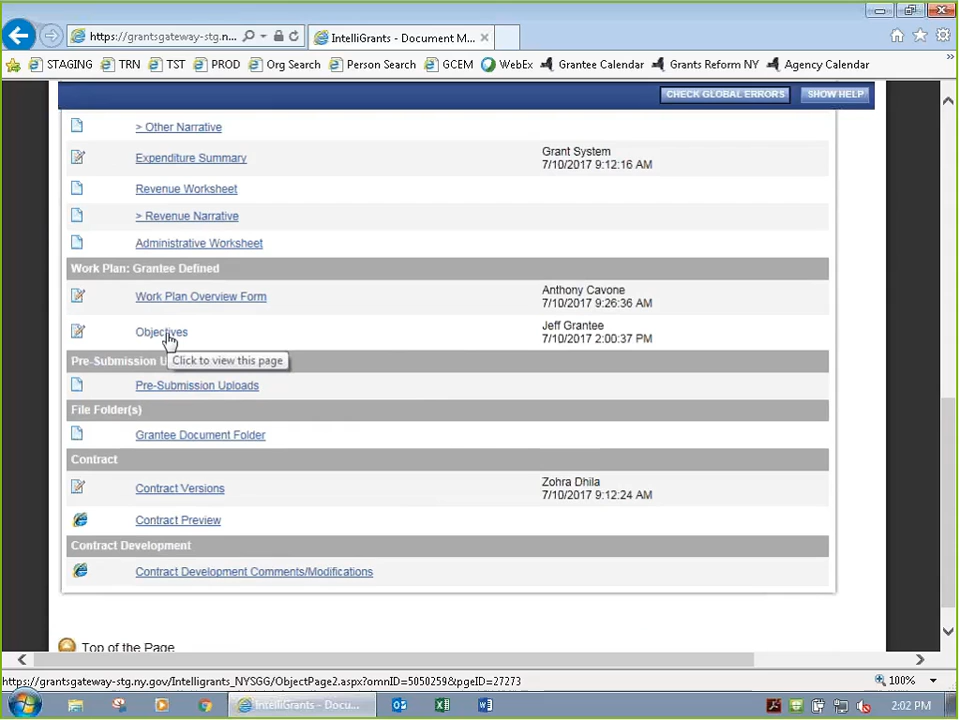 https://grantsgateway-stg.n...
IntelliGrants - Document M...
STAGING TRN TST PROD Org Search Person Search GCEM WebEx Grantee Calendar Grants Reform NY Agency Calendar
CHECK GLOBAL ERRORS SHOW HELP
> Other Narrative
Expenditure Summary Grant System
7/10/2017 9:12:16 AM
Revenue Worksheet
> Revenue Narrative
Administrative Worksheet
Work Plan: Grantee Defined
Work Plan Overview Form Anthony Cavone
7/10/2017 9:26:36 AM
Objectives Jeff Grantee
7/10/2017 2:00:37 PM
Pre-Submission U
Click to view this page
Pre-Submission Uploads
File Folder(s)
Grantee Document Folder
Contract
Contract Versions Zohra Dhila
7/10/2017 9:12:24 AM
Contract Preview
Contract Development
Contract Development Comments/Modifications
Top of the Page
https://grantsgateway-stg.ny.gov/Intelligrants_NYSGG/ObjectPage2.aspx?omnID=5050259&pgeID=27273
100%
IntelliGrants - Docu...
2:02 PM